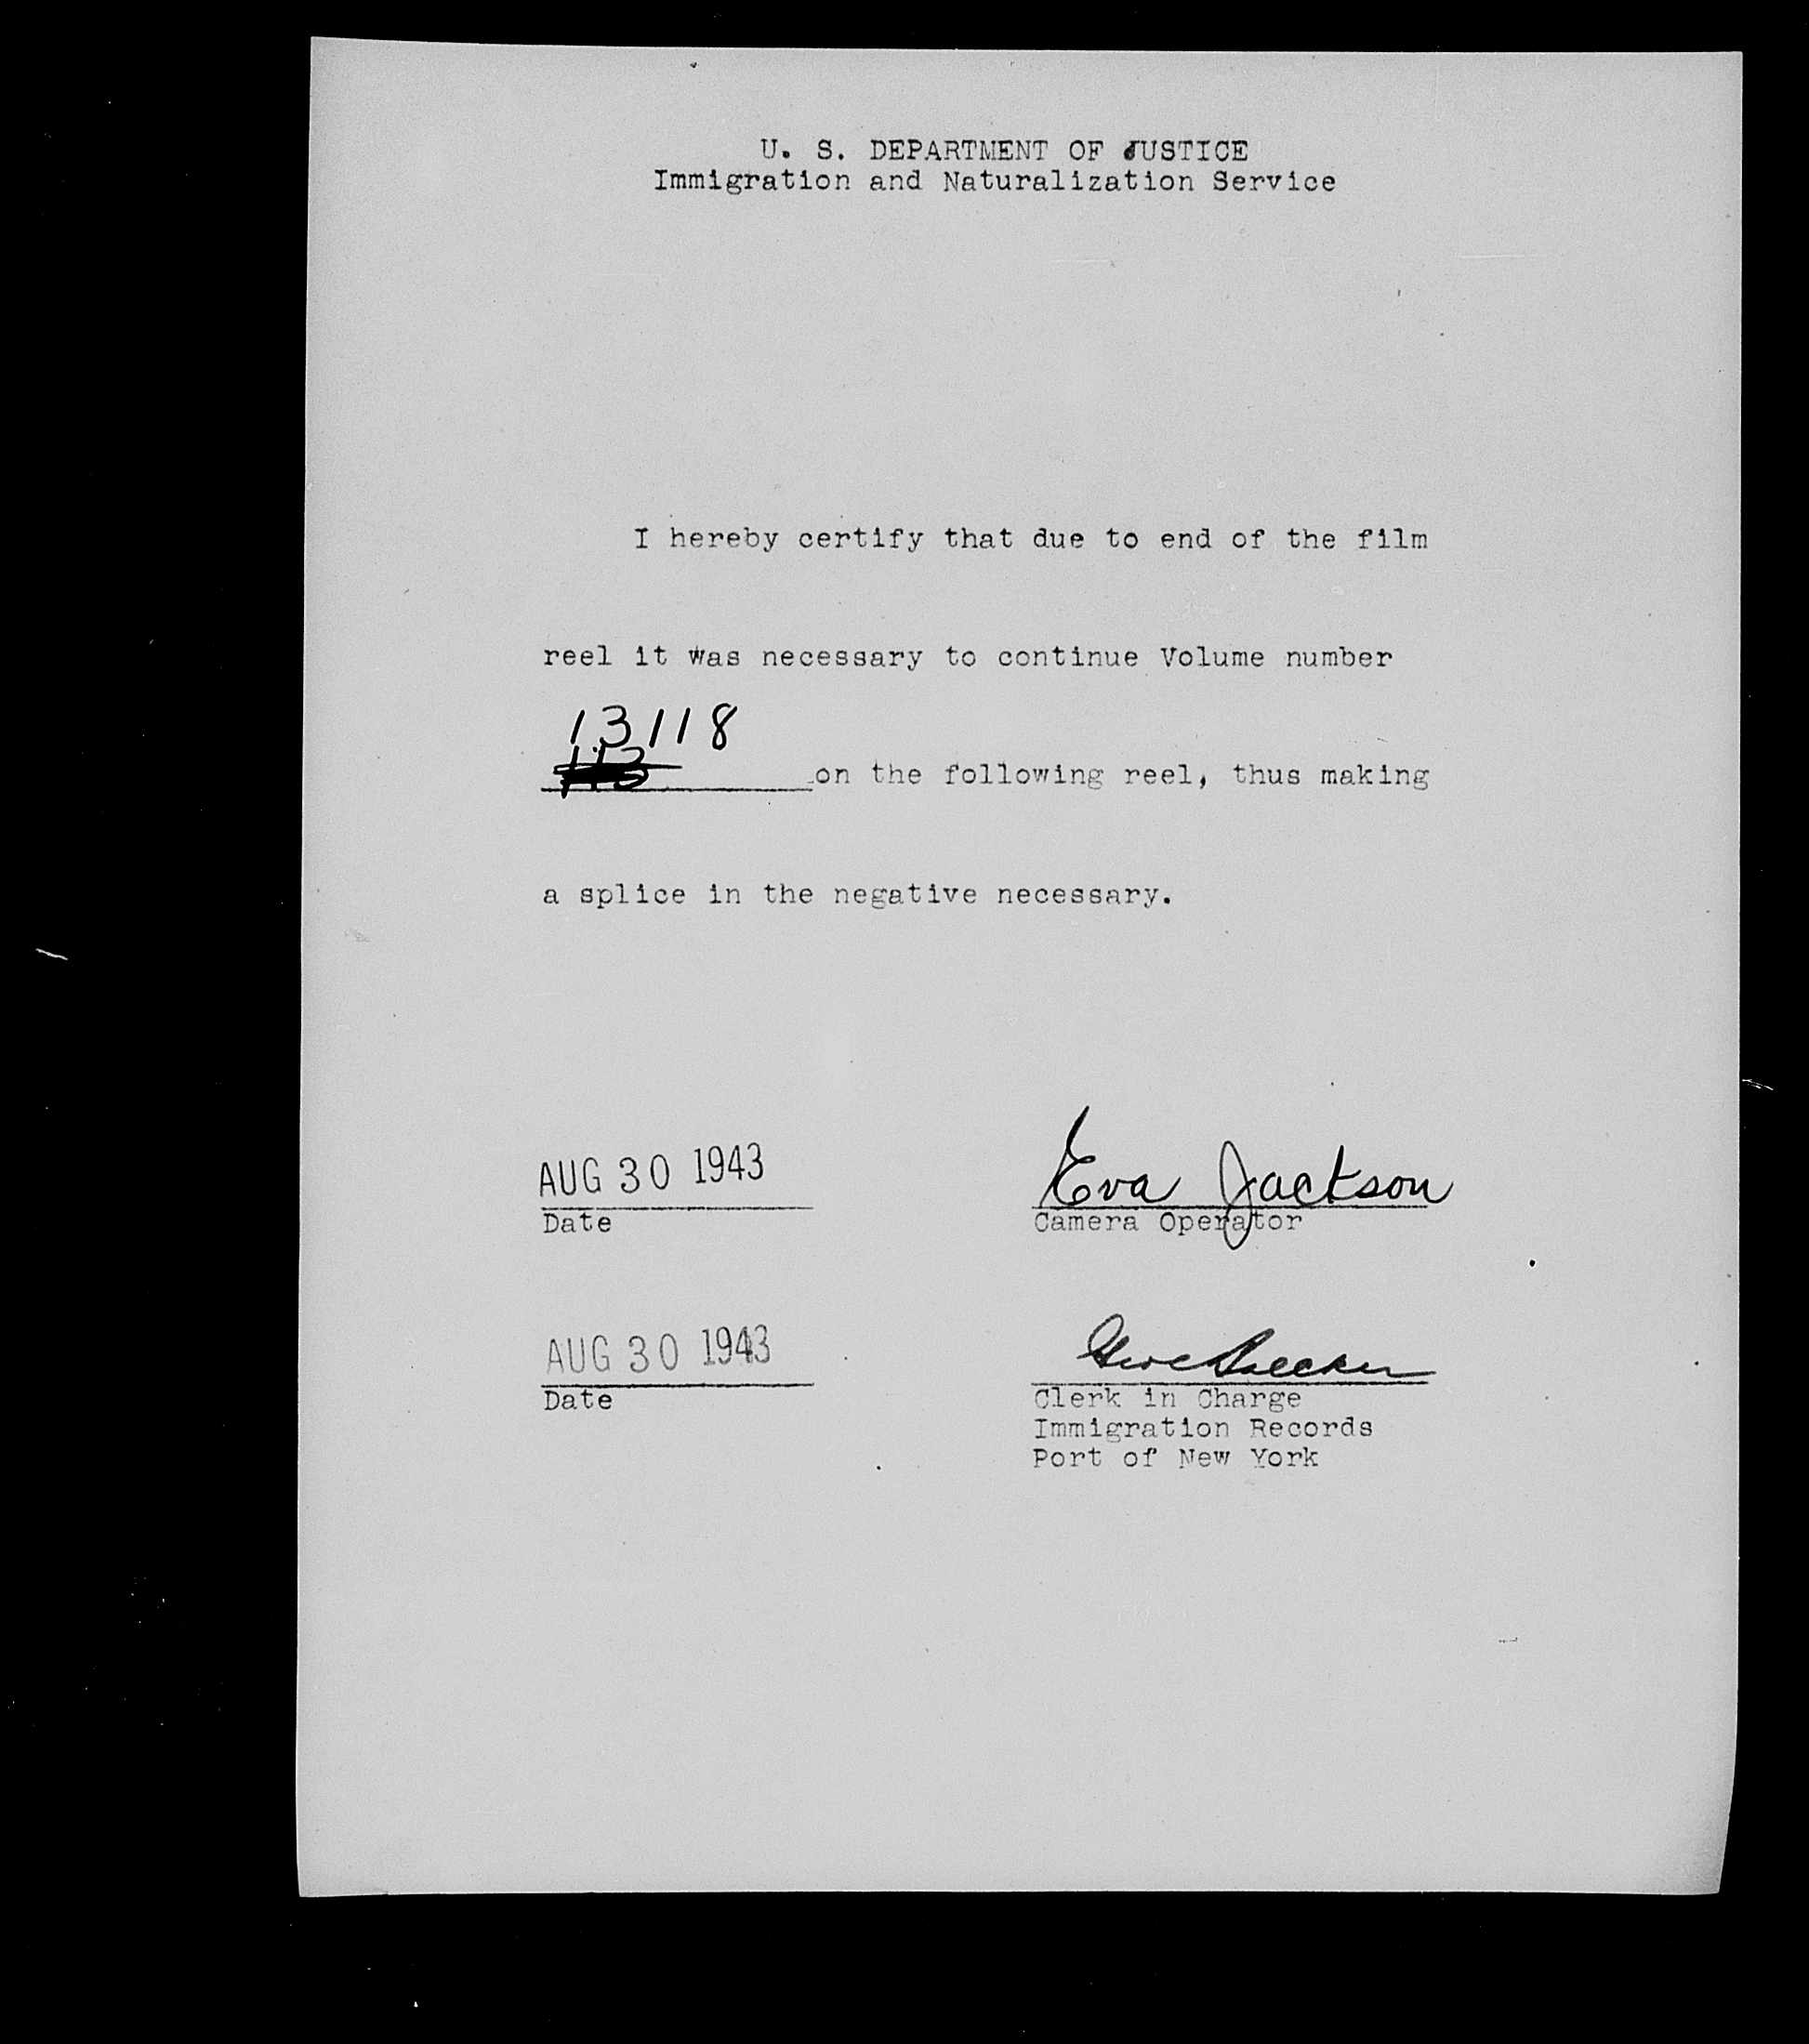 U. S. DEPARTMENT OF JUSTICE
Immigration and Naturalization Service
I hereby certify that due to end of the film
reel it was necessary to continue Volume number
13118
on the following reel, thus making
a splice in the negative necessary.
AUG 30 1943
Eva Jackson
Date
Camera Operator
AUG 30 1943
Date
Clerk in Charge
Immigration Records
Port of New York